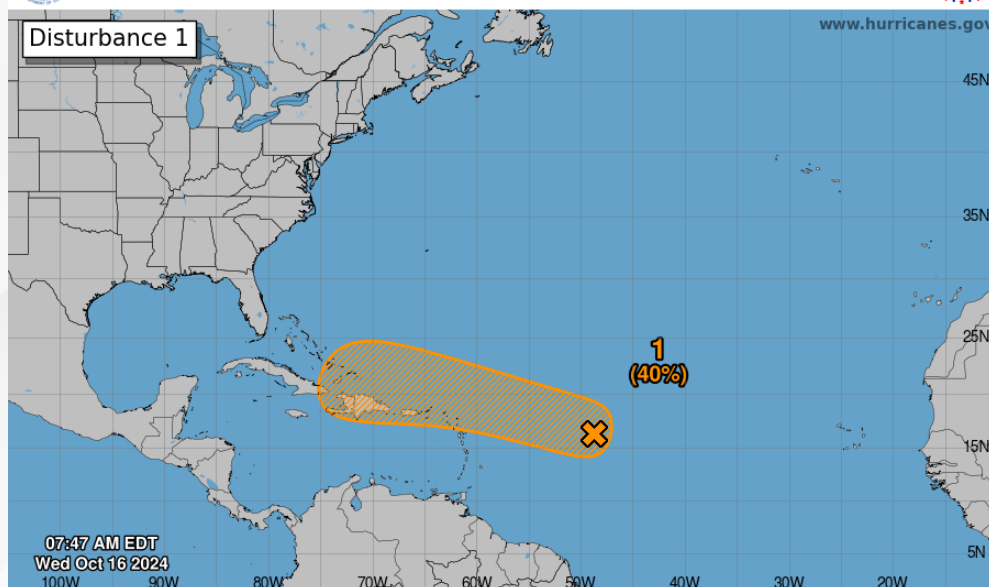 www.hurricanes.gov
Disturbance 1
45N
35N
25N
15N
5N
1
(40%)
07:47 AM EDT
Wed Oct 16 2024
100W 90W 80W 70W 60W 50W 40W 30W 20W